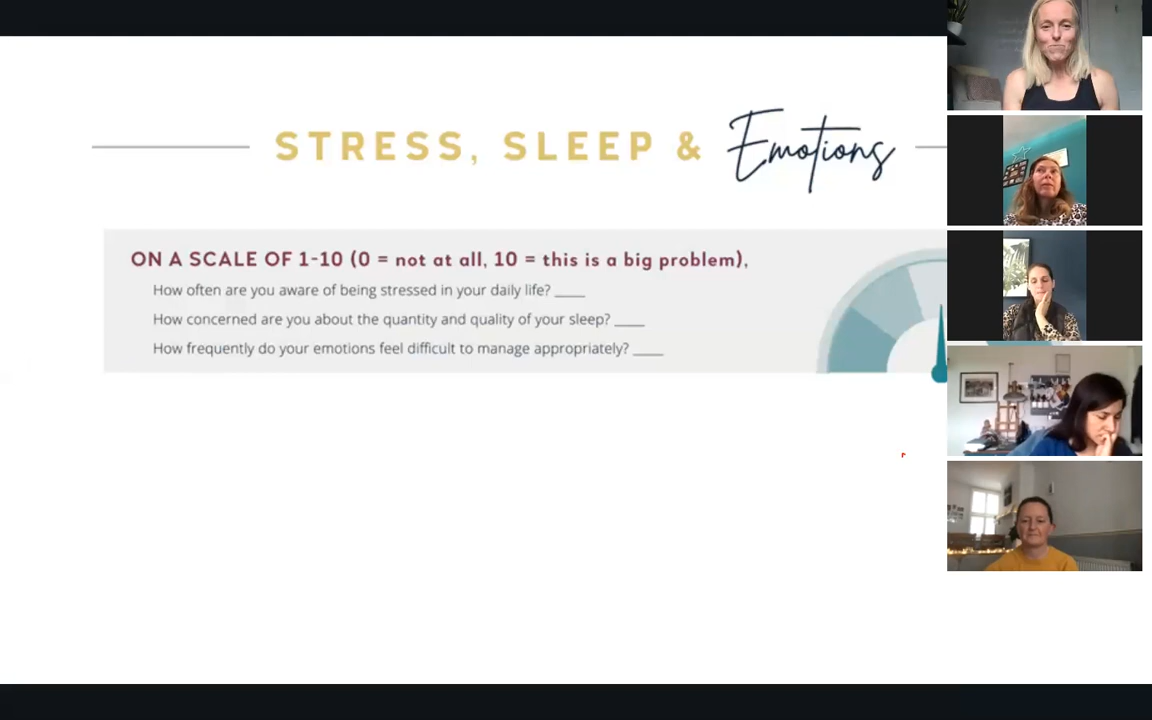 STRESS, SLEEP & Emotions
ON A SCALE OF 1-10 (0 = not at all, 10 = this is a big problem),
How often are you aware of being stressed in your daily life? ____
How concerned are you about the quantity and quality of your sleep? ____
How frequently do your emotions feel difficult to manage appropriately? ____